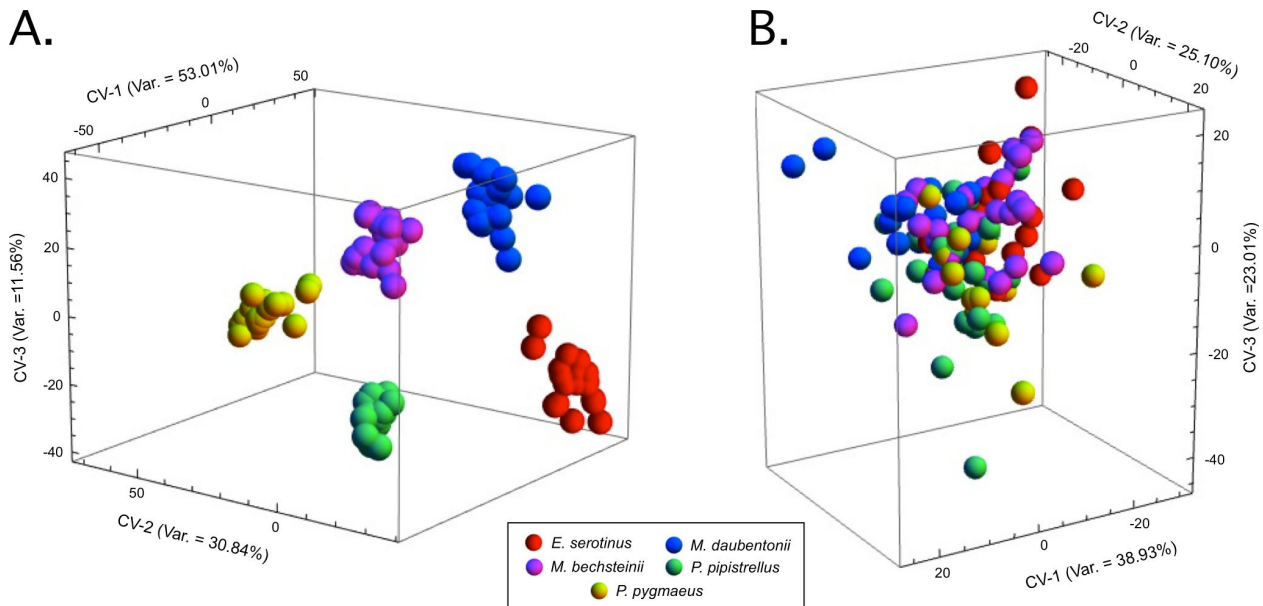 A.
B.
CV-1 (Var. = 53.01%)
-50
0
50
CV-3 (Var. =11.56%)
40
20
0
-20
-40
50
0
CV-2 (Var. = 30.84%)
CV-2 (Var. = 25.10%)
-20
0
20
20
0
-20
-40
CV-3 (Var. =23.01%)
20
0
-20
CV-1 (Var. = 38.93%)
E. serotinus
M. daubentonii
M. bechsteinii
P. pipistrellus
P. pygmaeus